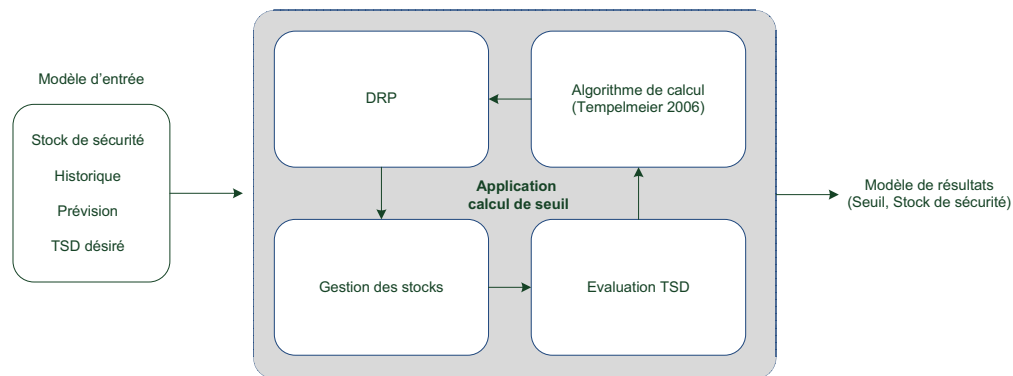 Modèle d'entrée
Stock de sécurité
Historique
Prévision
TSD désiré
DRP
Algorithme de calcul
(Tempelmeier 2006)
Application
calcul de seuil
Gestion des stocks
Evaluation TSD
Modèle de résultats
(Seuil, Stock de sécurité)